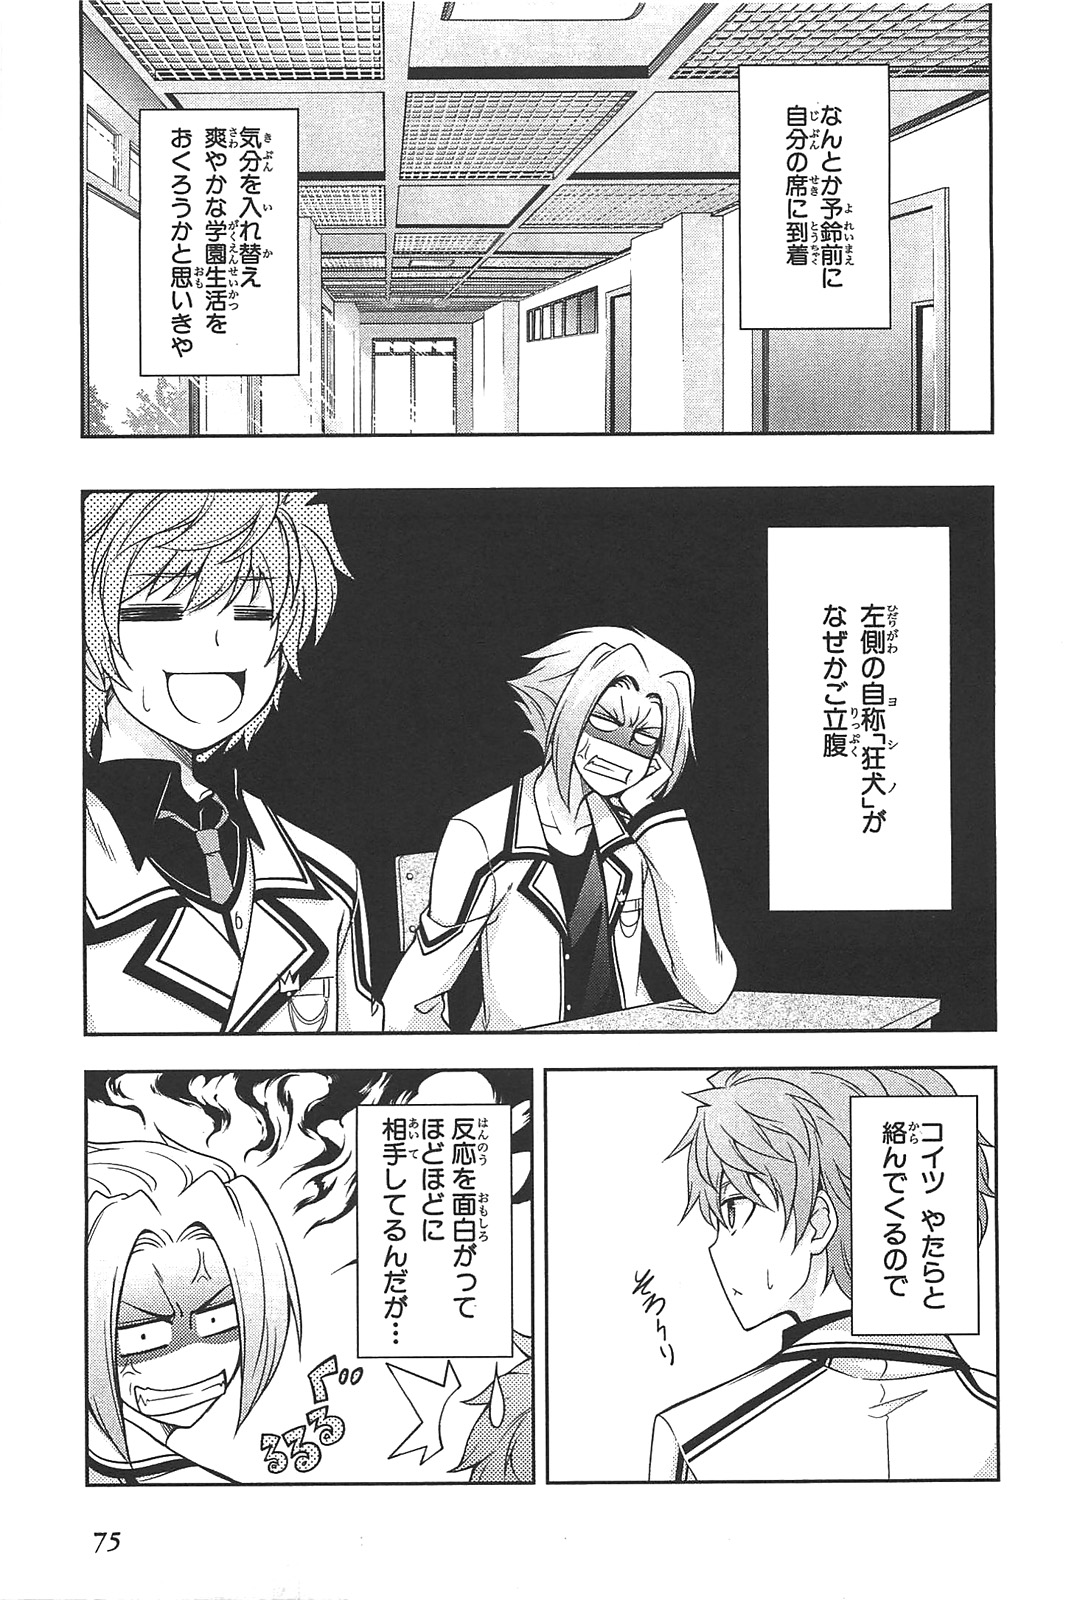 なんとか予鈴前に
自分の席に到着
気分を入れ替え
爽やかな学園生活を
おくろうかと思いきや
左側の自称「狂犬」が
なぜかご立腹
コイツ やたらと
絡んでくるので
そろ〜り
反応を面白がって
ほどほどに
相手してるんだが…
ぐるるる
75